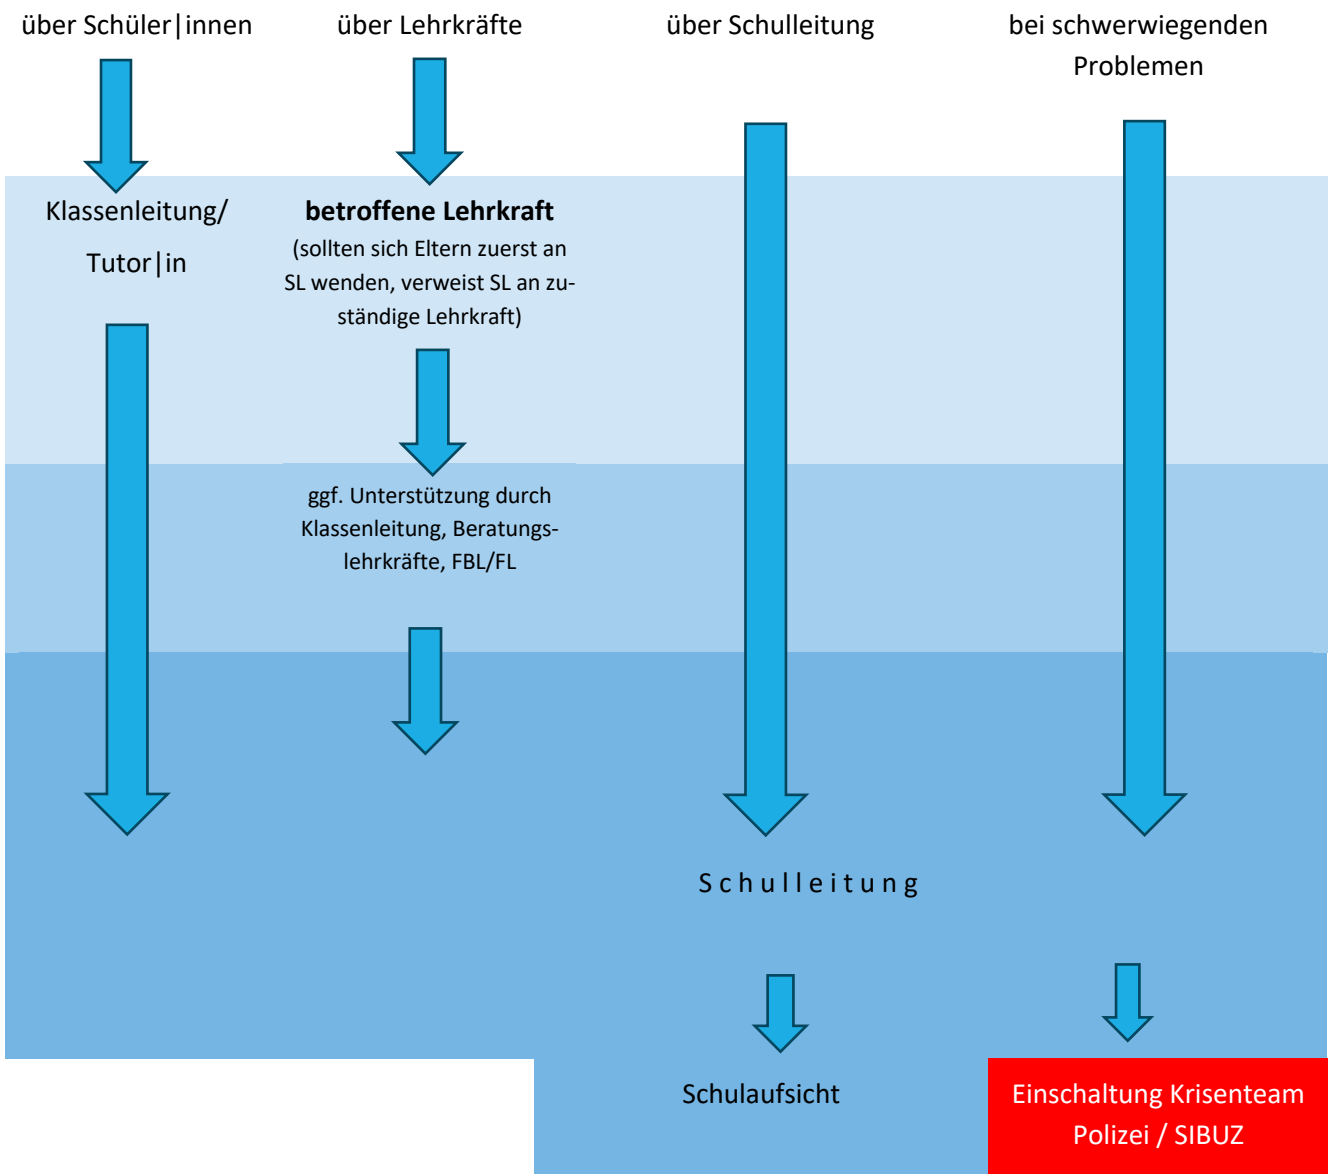 über Schüler|innen
über Lehrkräfte
über Schulleitung
bei schwerwiegenden
Problemen
Klassenleitung/
Tutor|in
betroffene Lehrkraft
(sollten sich Eltern zuerst an
SL wenden, verweist SL an zu-
ständige Lehrkraft)
ggf. Unterstützung durch
Klassenleitung, Beratungs-
lehrkräfte, FBL/FL
Schulleitung
Schulaufsicht
Einschaltung Krisenteam
Polizei / SIBUZ